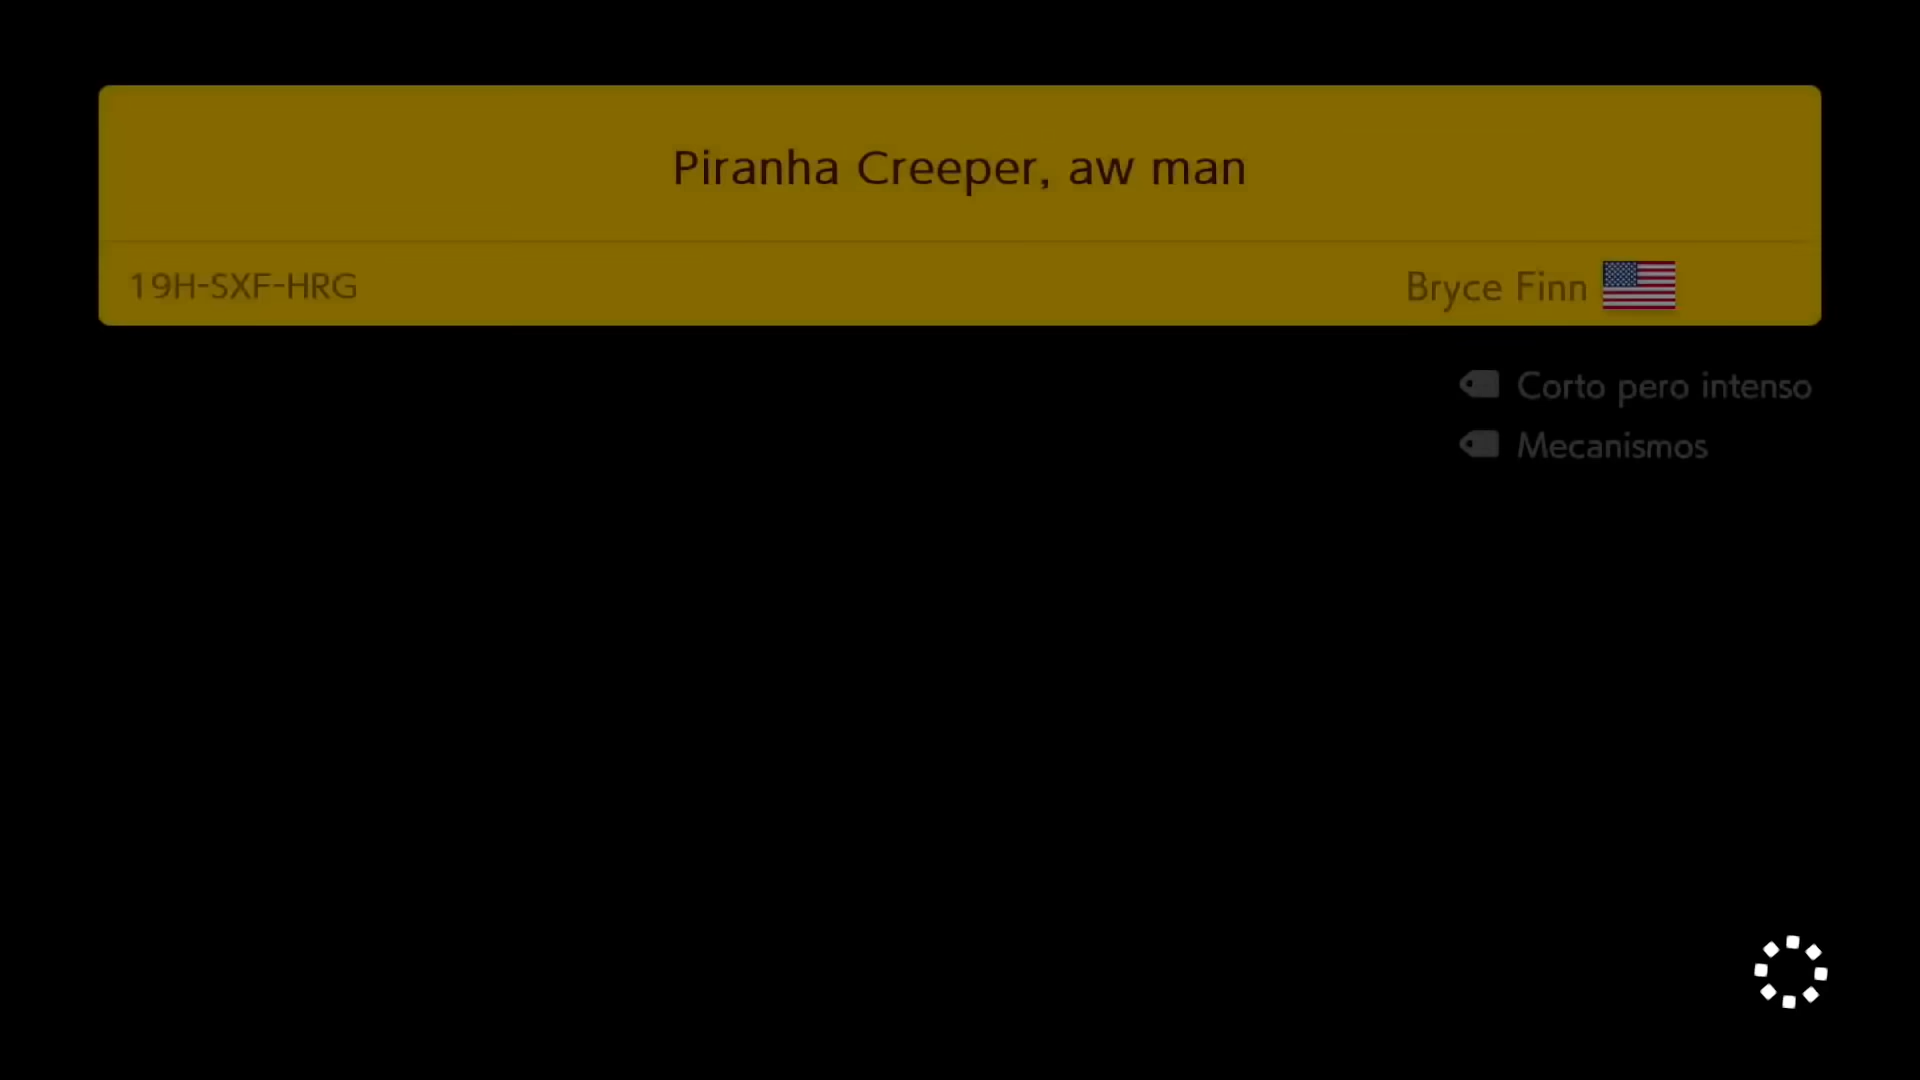 Piranha Creeper, aw man
19H-SXF-HRG
Bryce Finn
Corto pero intenso
Mecanismos